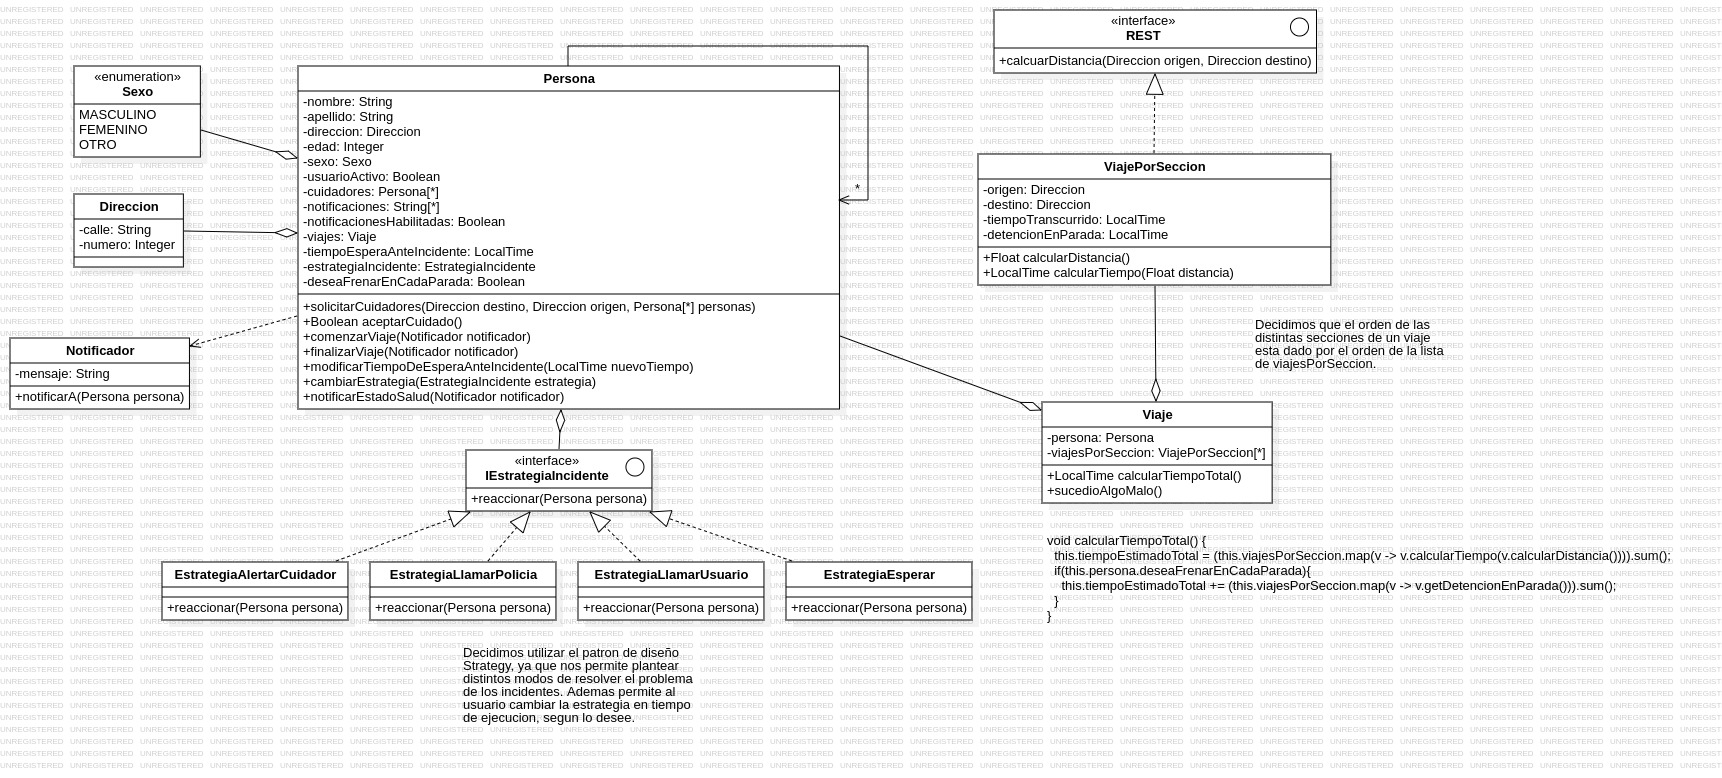 «interface»
REST
+calcuarDistancia(Direccion origen, Direccion destino)
«enumeration»
Sexo
MASCULINO
FEMENINO
OTRO
Persona
-nombre: String
-apellido: String
-direccion: Direccion
-edad: Integer
-sexo: Sexo
-usuarioActivo: Boolean
-cuidadores: Persona[*]
-notificaciones: String[*]
-notificacionesHabilitadas: Boolean
-viajes: Viaje
-tiempoEsperaAnteIncidente: LocalTime
-estrategiaIncidente: EstrategiaIncidente
-deseaFrenarEnCadaParada: Boolean
+solicitarCuidadores(Direccion destino, Direccion origen, Persona[*] personas)
+Boolean aceptarCuidado()
+comenzarViaje(Notificador notificador)
+finalizarViaje(Notificador notificador)
+modificarTiempoDeEsperaAnteIncidente(LocalTime nuevoTiempo)
+cambiarEstrategia(EstrategiaIncidente estrategia)
+notificarEstadoSalud(Notificador notificador)
*
Direccion
-calle: String
-numero: Integer
Notificador
-mensaje: String
+notificarA(Persona persona)
ViajePorSeccion
-origen: Direccion
-destino: Direccion
-tiempoTranscurrido: LocalTime
-detencionEnParada: LocalTime
+Float calcularDistancia()
+LocalTime calcularTiempo(Float distancia)
Decidimos que el orden de las
distintas secciones de un viaje
esta dado por el orden de la lista
de viajesPorSeccion.
Viaje
-persona: Persona
-viajesPorSeccion: ViajePorSeccion[*]
+LocalTime calcularTiempoTotal()
+sucedioAlgoMalo()
«interface»
IEstrategiaIncidente
+reaccionar(Persona persona)
EstrategiaAlertarCuidador
+reaccionar(Persona persona)
EstrategiaLlamarPolicia
+reaccionar(Persona persona)
EstrategiaLlamarUsuario
+reaccionar(Persona persona)
EstrategiaEsperar
+reaccionar(Persona persona)
void calcularTiempoTotal() {
this.tiempoEstimadoTotal = (this.viajesPorSeccion.map(v -> v.calcularTiempo(v.calcularDistancia()))).sum();
if(this.persona.deseaFrenarEnCadaParada){
this.tiempoEstimadoTotal += (this.viajesPorSeccion.map(v -> v.getDetencionEnParada())).sum();
}
}
Decidimos utilizar el patron de diseño
Strategy, ya que nos permite plantear
distintos modos de resolver el problema
de los incidentes. Ademas permite al
usuario cambiar la estrategia en tiempo
de ejecucion, segun lo desee.